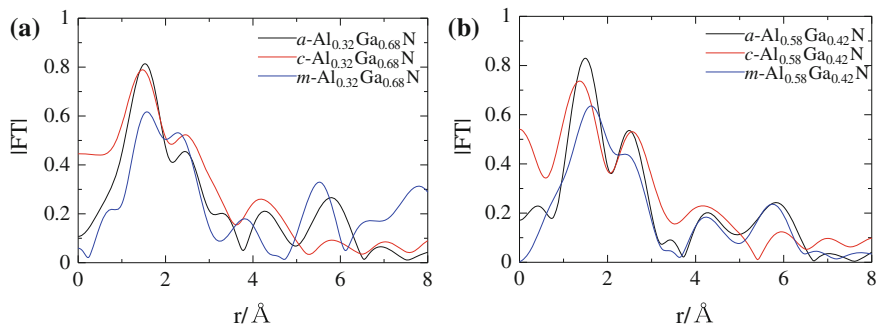 (a)
a-Al0.32Ga0.68N
c-Al0.32Ga0.68N
m-Al0.32Ga0.68N
|FT|
1
0.8
0.6
0.4
0.2
0
0 2 4 6 8
r/ Å
(b)
a-Al0.58Ga0.42N
c-Al0.58Ga0.42N
m-Al0.58Ga0.42N
|FT|
1
0.8
0.6
0.4
0.2
0
0 2 4 6 8
r/ Å